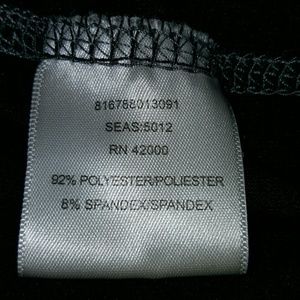 816788013091
SEAS:5012
RN 42000
92% POLYESTER/POLIESTER
8% SPANDEX/SPANDEX